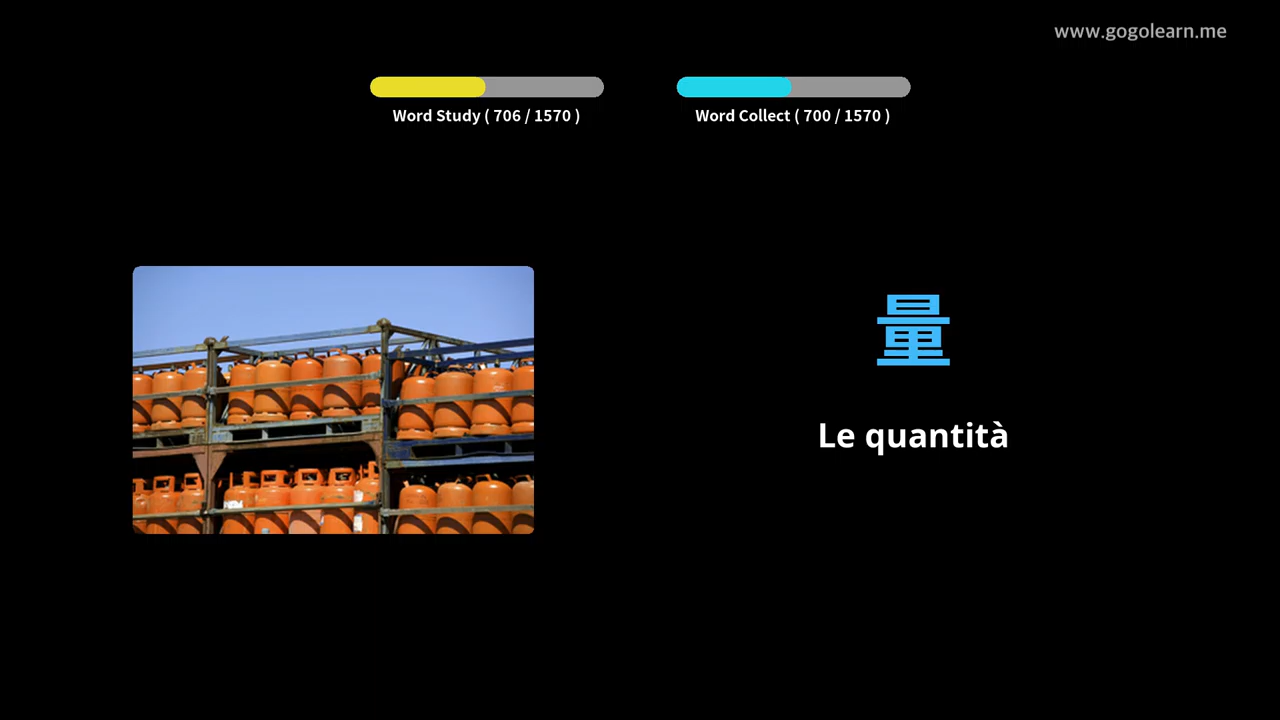 www.gogolearn.me
Word Study ( 706 / 1570 )
Word Collect ( 700 / 1570 )
量
Le quantità